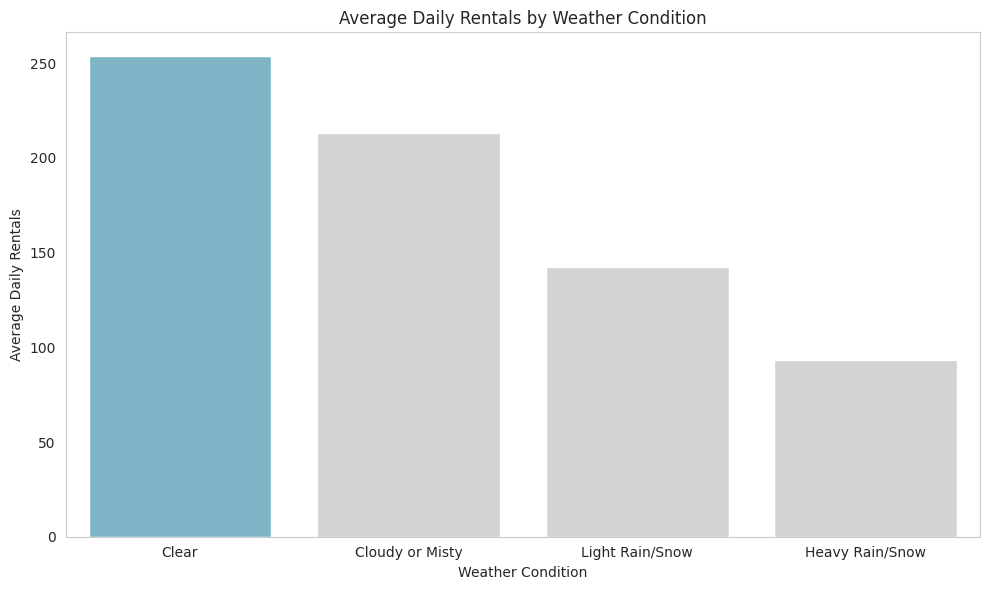 Average Daily Rentals by Weather Condition
Average Daily Rentals
250
200
150
100
50
0
Clear
Cloudy or Misty
Light Rain/Snow
Heavy Rain/Snow
Weather Condition